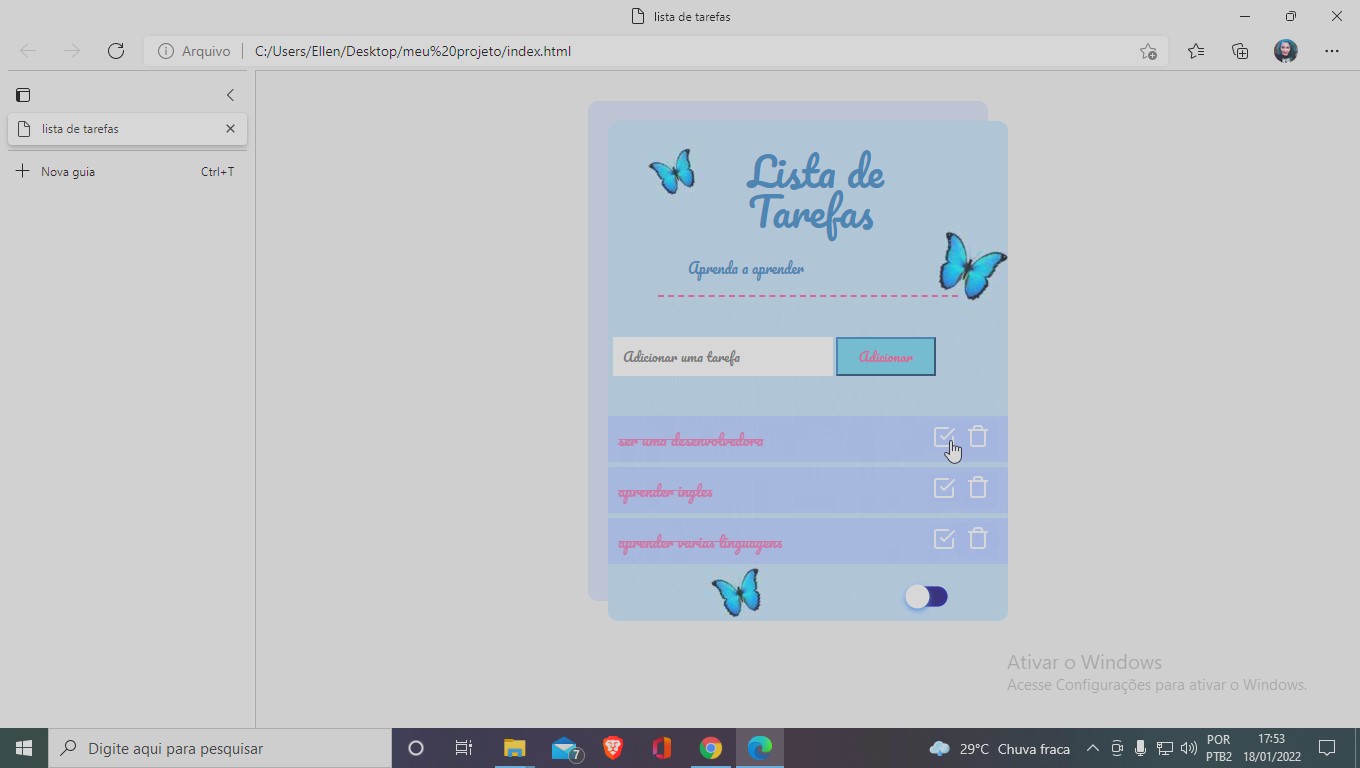 lista de tarefas
Arquivo
C:/Users/Ellen/Desktop/meu%20projeto/index.html
lista de tarefas
Nova guia
Ctrl+T
Lista de
Tarefas
Aprenda a aprender
Adicionar uma tarefa
Adicionar
ser uma desenvolvedora
aprender ingles
aprender varias linguagens
Ativar o Windows
Acesse Configurações para ativar o Windows.
Digite aqui para pesquisar
7
29°C Chuva fraca
POR
PTB2
17:53
18/01/2022